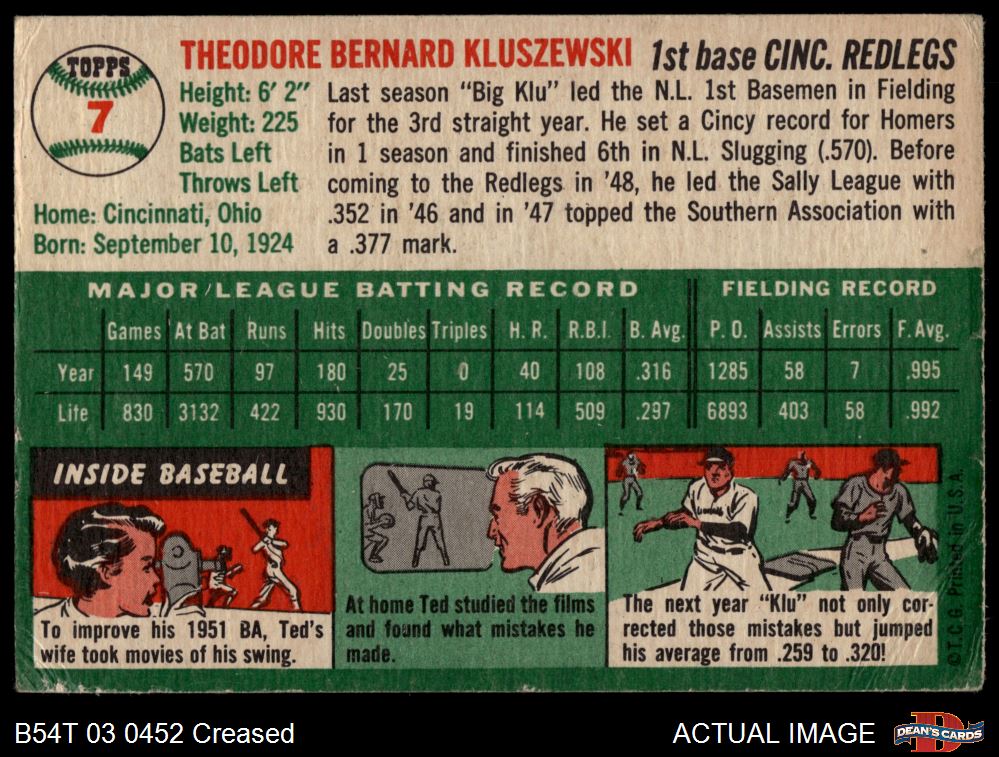 TOPPS
7
THEODORE BERNARD KLUSZEWSKI 1st base CINC. REDLEGS
Height: 6' 2"
Weight: 225
Bats Left
Throws Left
Home: Cincinnati, Ohio
Born: September 10, 1924
Last season "Big Klu" led the N.L. 1st Basemen in Fielding
for the 3rd straight year. He set a Cincy record for Homers
in 1 season and finished 6th in N.L. Slugging (.570). Before
coming to the Redlegs in '48, he led the Sally League with
.352 in '46 and in '47 topped the Southern Association with
a .377 mark.
MAJOR LEAGUE BATTING RECORD FIELDING RECORD
Games At Bat Runs Hits Doubles Triples H. R. R.B.I. B. Avg. P. O. Assists Errors F. Avg.
Year 149 570 97 180 25 0 40 108 .316 1285 58 7 .995
Life 830 3132 422 930 170 19 114 509 .297 6893 403 58 .992
INSIDE BASEBALL
To improve his 1951 BA, Ted's
wife took movies of his swing.
At home Ted studied the films
and found what mistakes he
made.
The next year "Klu" not only cor-
rected those mistakes but jumped
his average from .259 to .320!
©T.C.G. Printed in U.S.A.
B54T 03 0452 Creased
ACTUAL IMAGE
DEAN'S CARDS